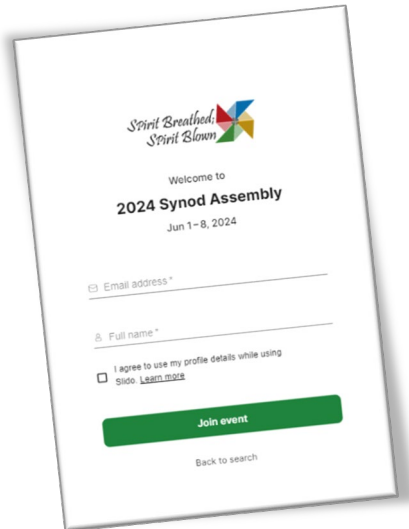 Spirit Breathed;
Spirit Blown
Welcome to
2024 Synod Assembly
Jun 1–8, 2024
Email address *
Full name *
I agree to use my profile details while using
Slido. Learn more
Join event
Back to search